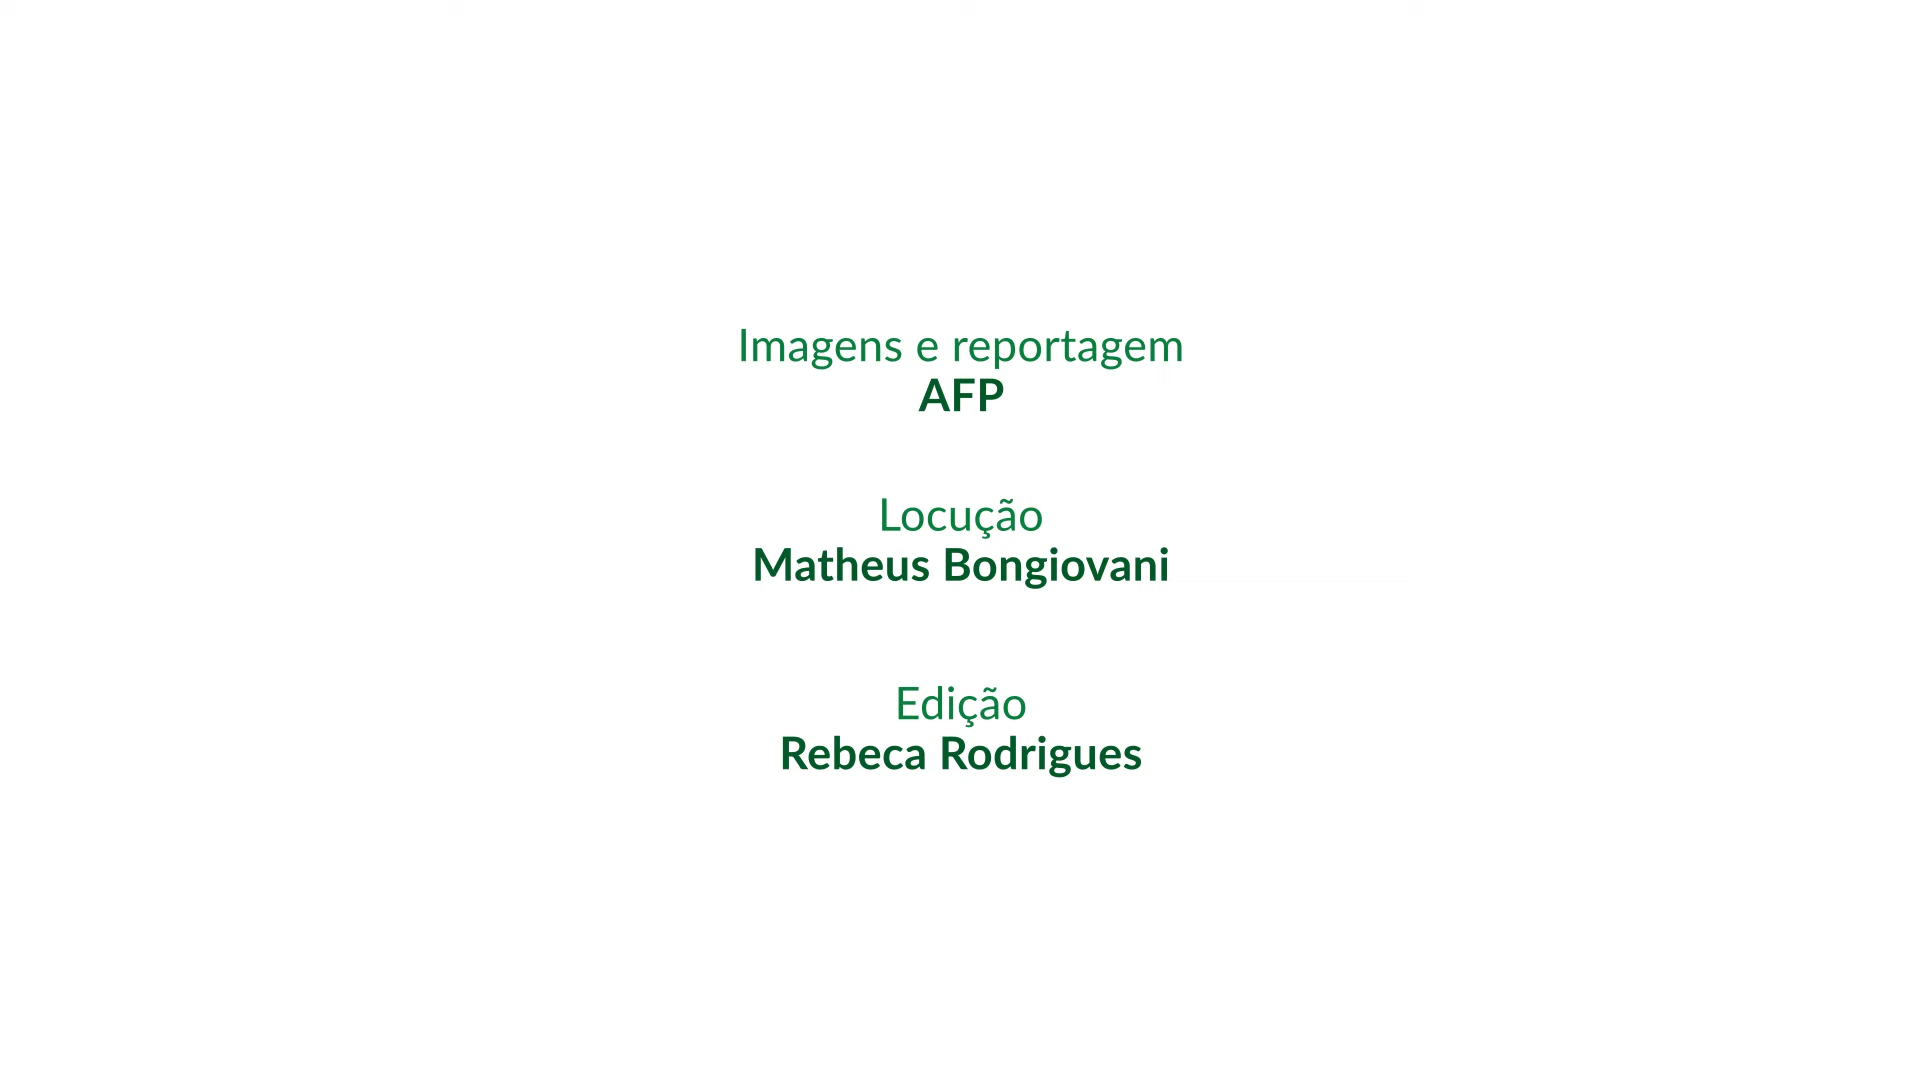 Imagens e reportagem
AFP
Locução
Matheus Bongiovani
Edição
Rebeca Rodrigues